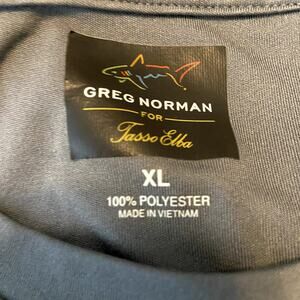 GREG NORMAN
FOR
Tasso Elba
XL
100% POLYESTER
MADE IN VIETNAM